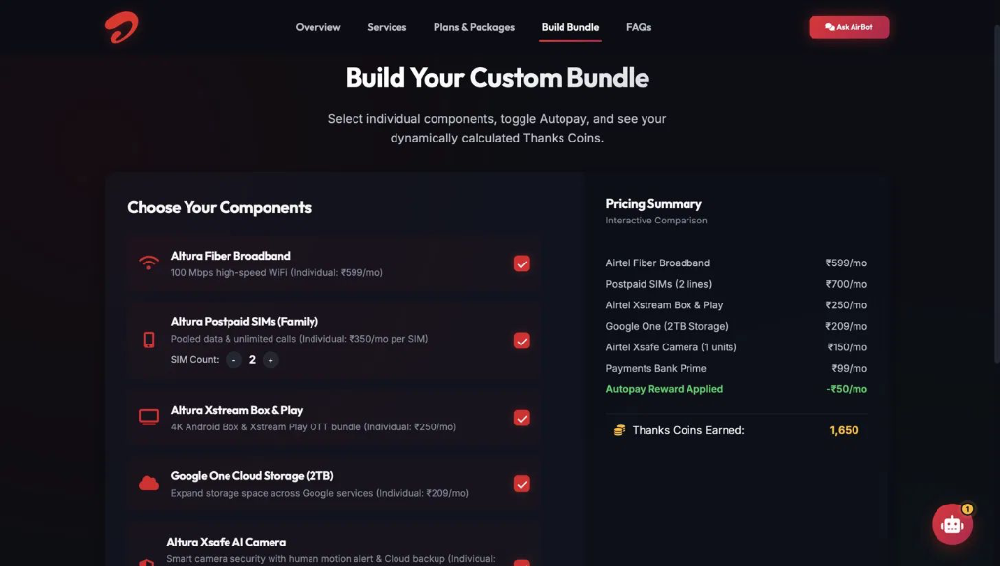 Overview
Services
Plans & Packages
Build Bundle
FAQs
Ask AirBot
Build Your Custom Bundle
Select individual components, toggle Autopay, and see your
dynamically calculated Thanks Coins.
Choose Your Components
Altura Fiber Broadband
100 Mbps high-speed WiFi (Individual: ₹599/mo)
Altura Postpaid SIMs (Family)
Pooled data & unlimited calls (Individual: ₹350/mo per SIM)
SIM Count: - 2 +
Altura Xstream Box & Play
4K Android Box & Xstream Play OTT bundle (Individual: ₹250/mo)
Google One Cloud Storage (2TB)
Expand storage space across Google services (Individual: ₹209/mo)
Altura Xsafe AI Camera
Smart camera security with human motion alert & Cloud backup (Individual:
Pricing Summary
Interactive Comparison
Airtel Fiber Broadband ₹599/mo
Postpaid SIMs (2 lines) ₹700/mo
Airtel Xstream Box & Play ₹250/mo
Google One (2TB Storage) ₹209/mo
Airtel Xsafe Camera (1 units) ₹150/mo
Payments Bank Prime ₹99/mo
Autopay Reward Applied -₹50/mo
Thanks Coins Earned: 1,650
1